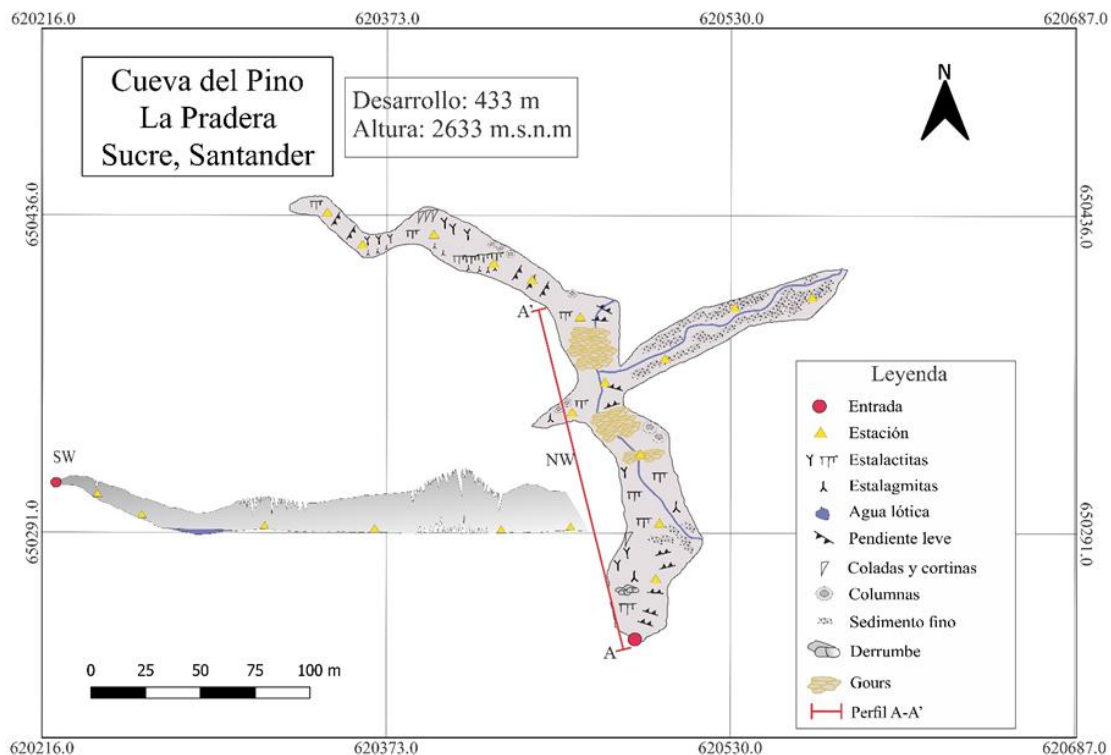 620216.0 620373.0 620530.0 620687.0
Cueva del Pino
La Pradera
Sucre, Santander
Desarrollo: 433 m
Altura: 2633 m.s.n.m
N
650436.0 650436.0
A'
NW
SW
650291.0 650291.0
A
0 25 50 75 100 m
Leyenda
Entrada
Estación
Estalactitas
Estalagmitas
Agua lótica
Pendiente leve
Coladas y cortinas
Columnas
Sedimento fino
Derrumbe
Gours
Perfil A-A'
620216.0 620373.0 620530.0 620687.0